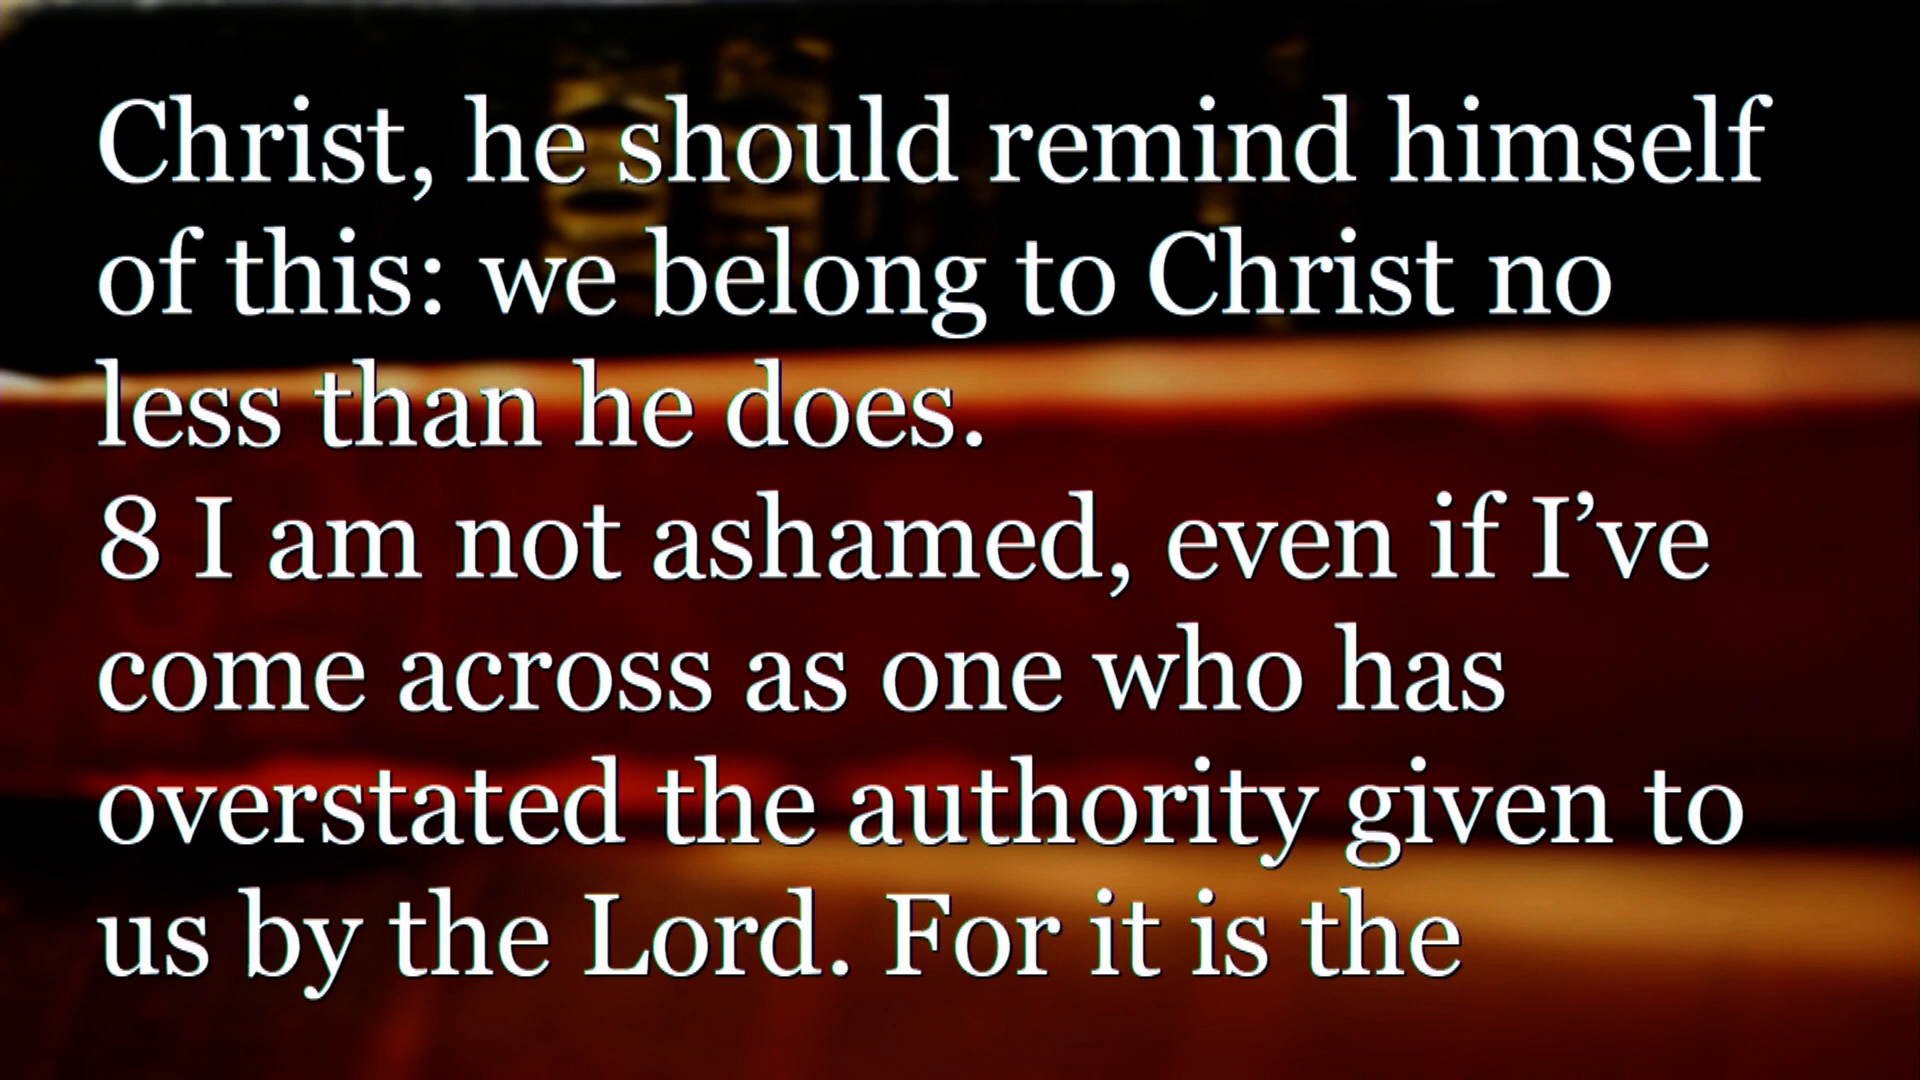 Christ, he should remind himself
of this: we belong to Christ no
less than he does.
8 I am not ashamed, even if I’ve
come across as one who has
overstated the authority given to
us by the Lord. For it is the